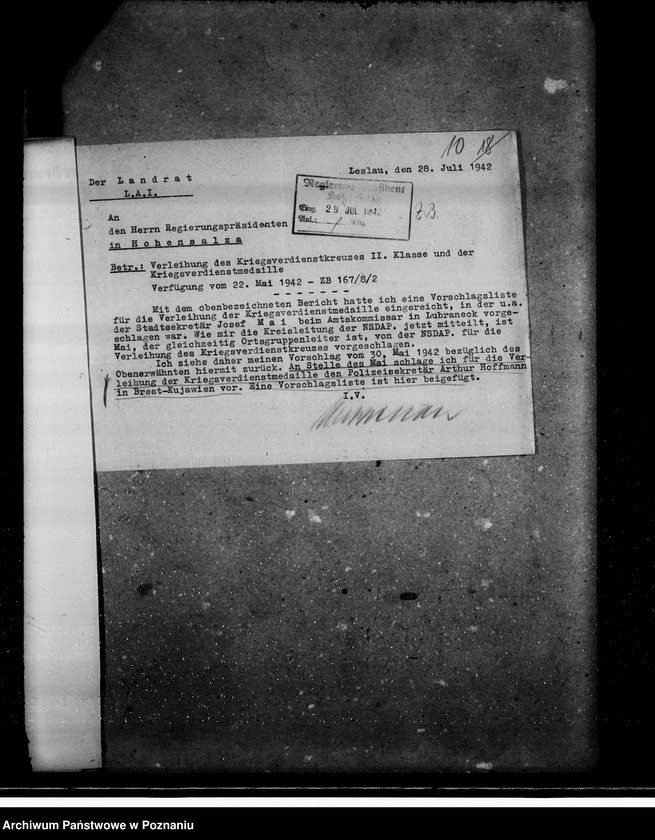 10 18
Leslau, den 28. Juli 1942
Der Landrat
L.A.I.
Eing. 29 JUL 1942
Anl.:
An
den Herrn Regierungspräsidenten
in Hohensalza
Betr.: Verleihung des Kriegsverdienstkreuzes II. Klasse und der
Kriegsverdienstmedaille
Verfügung vom 22. Mai 1942 - ZB 167/8/2
- - - - - - -
Mit dem obenbezeichneten Bericht hatte ich eine Vorschlagsliste
für die Verleihung der Kriegsverdienstmedaille eingereicht, in der u.a.
der Stadtsekretär Josef Mai beim Amtskommissar in Lubraneck vorge-
schlagen war. Wie mir die Kreisleitung der NSDAP. jetzt mitteilt, ist
Mai, der gleichzeitig Ortsgruppenleiter ist, von der NSDAP. für die
Verleihung des Kriegsverdienstkreuzes vorgeschlagen.
Ich ziehe daher meinen Vorschlag vom 30. Mai 1942 bezüglich des
Obenerwähnten hiermit zurück. An Stelle des Mai schlage ich für die Ver-
leihung der Kriegsverdienstmedaille den Polizeisekretär Arthur Hoffmann
in Brest-Kujawien vor. Eine Vorschlagsliste ist hier beigefügt.
I.V.
Archiwum Państwowe w Poznaniu